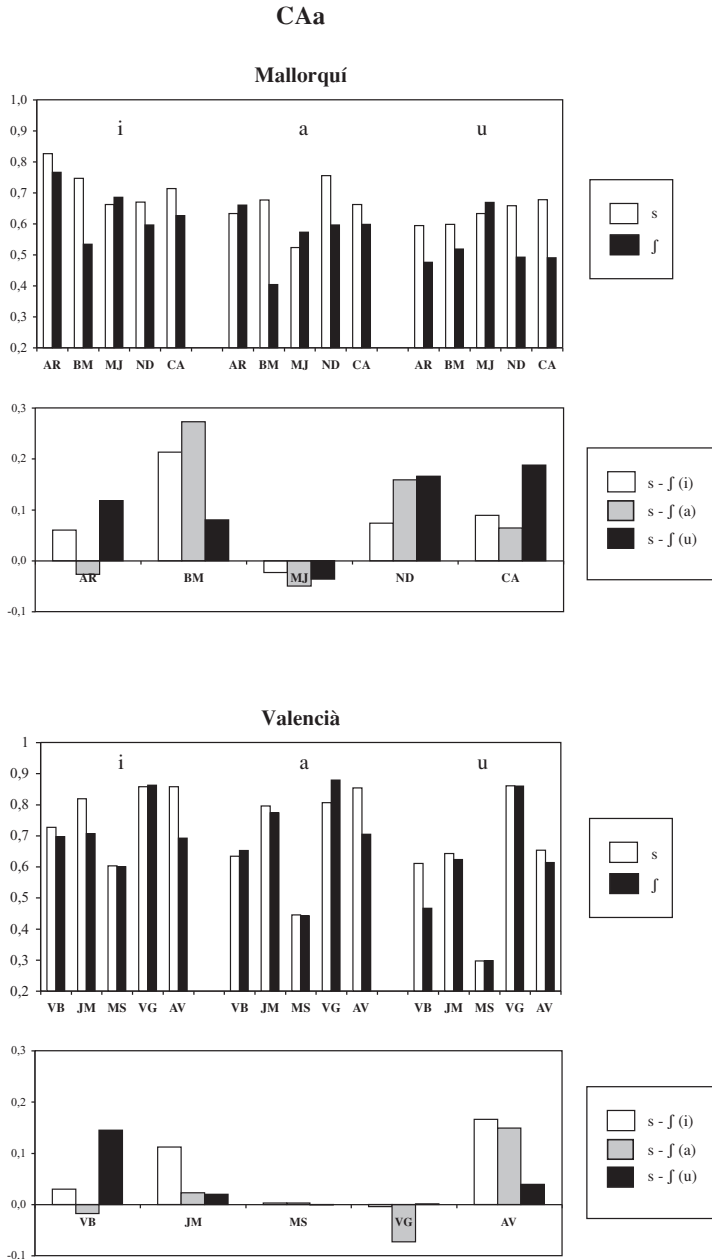 CAa
Mallorquí
1,0
0,9
0,8
0,7
0,6
0,5
0,4
0,3
0,2
i a u
AR BM MJ ND CA AR BM MJ ND CA AR BM MJ ND CA
s
ʃ
0,3
0,2
0,1
0,0
-0,1
AR BM MJ ND CA
s - ʃ (i)
s - ʃ (a)
s - ʃ (u)
Valencià
1
0,9
0,8
0,7
0,6
0,5
0,4
0,3
0,2
i a u
VB JM MS VG AV VB JM MS VG AV VB JM MS VG AV
s
ʃ
0,3
0,2
0,1
0,0
-0,1
VB JM MS VG AV
s - ʃ (i)
s - ʃ (a)
s - ʃ (u)